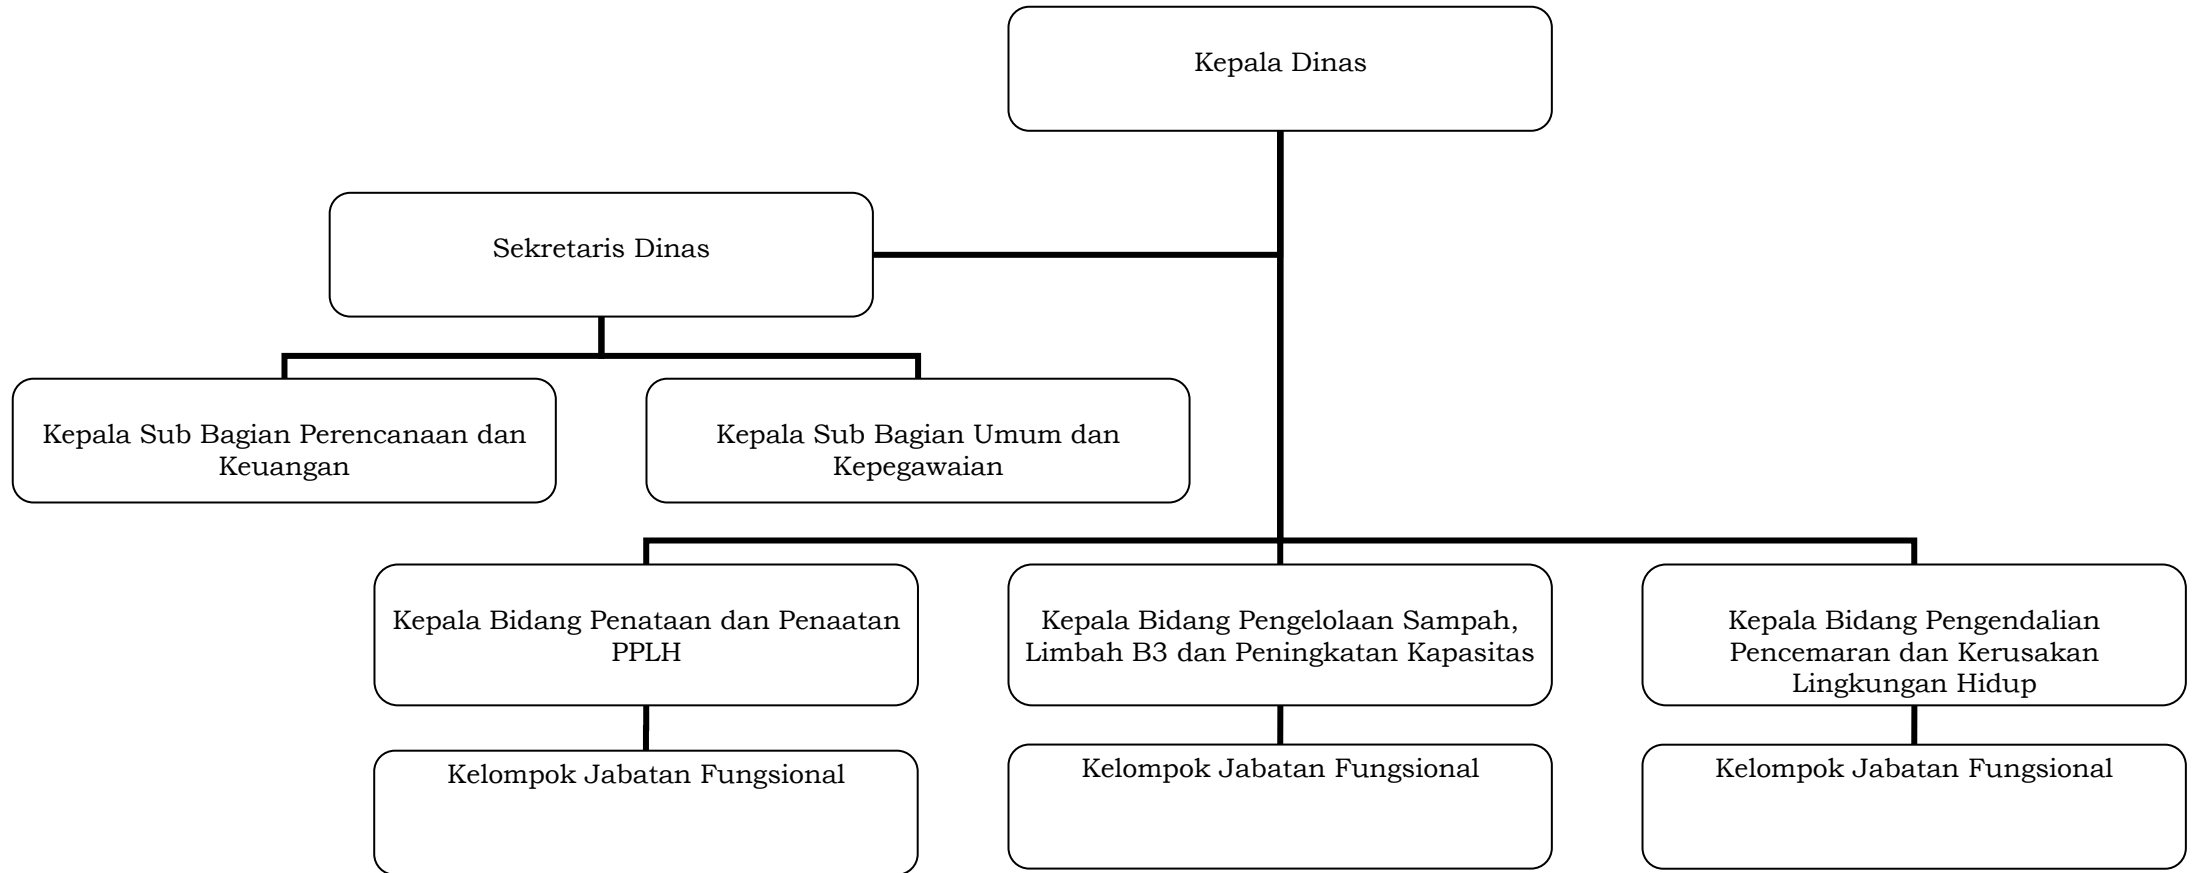 Kepala Dinas
Sekretaris Dinas
Kepala Sub Bagian Perencanaan dan
Keuangan
Kepala Sub Bagian Umum dan
Kepegawaian
Kepala Bidang Penataan dan Penaatan
PPLH
Kepala Bidang Pengelolaan Sampah,
Limbah B3 dan Peningkatan Kapasitas
Kepala Bidang Pengendalian
Pencemaran dan Kerusakan
Lingkungan Hidup
Kelompok Jabatan Fungsional
Kelompok Jabatan Fungsional
Kelompok Jabatan Fungsional